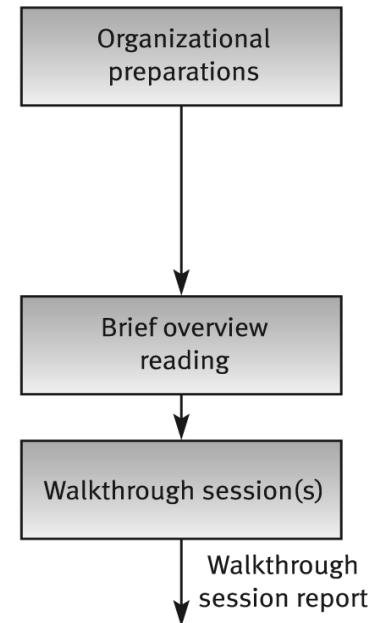 Organizational
preparations
Brief overview
reading
Walkthrough session(s)
Walkthrough
session report